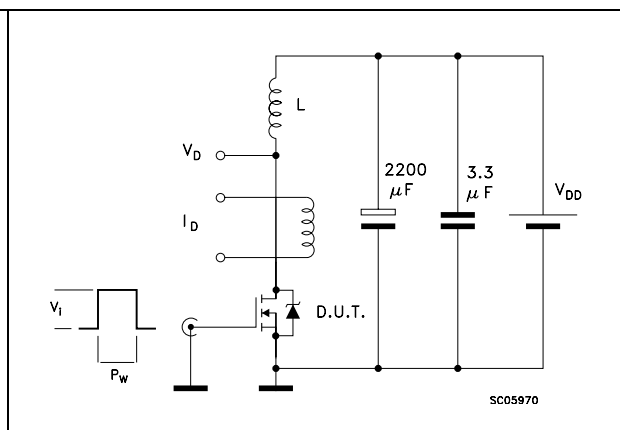 L
V_D
2200
μF
3.3
μF
V_DD
I_D
D.U.T.
V_i
P_W
SC05970